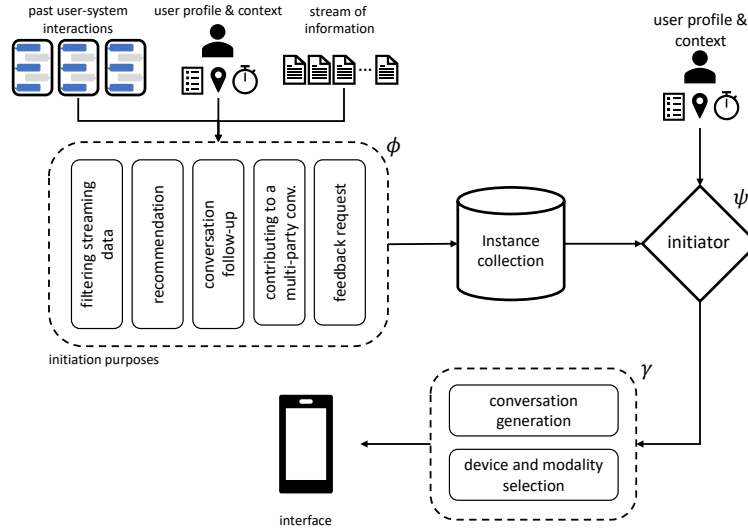 past user-system
interactions
user profile & context
stream of
information
user profile &
context
ϕ
filtering streaming
data
recommendation
conversation
follow-up
contributing to a
multi-party conv.
feedback request
initiation purposes
Instance
collection
ψ
initiator
γ
conversation
generation
device and modality
selection
interface